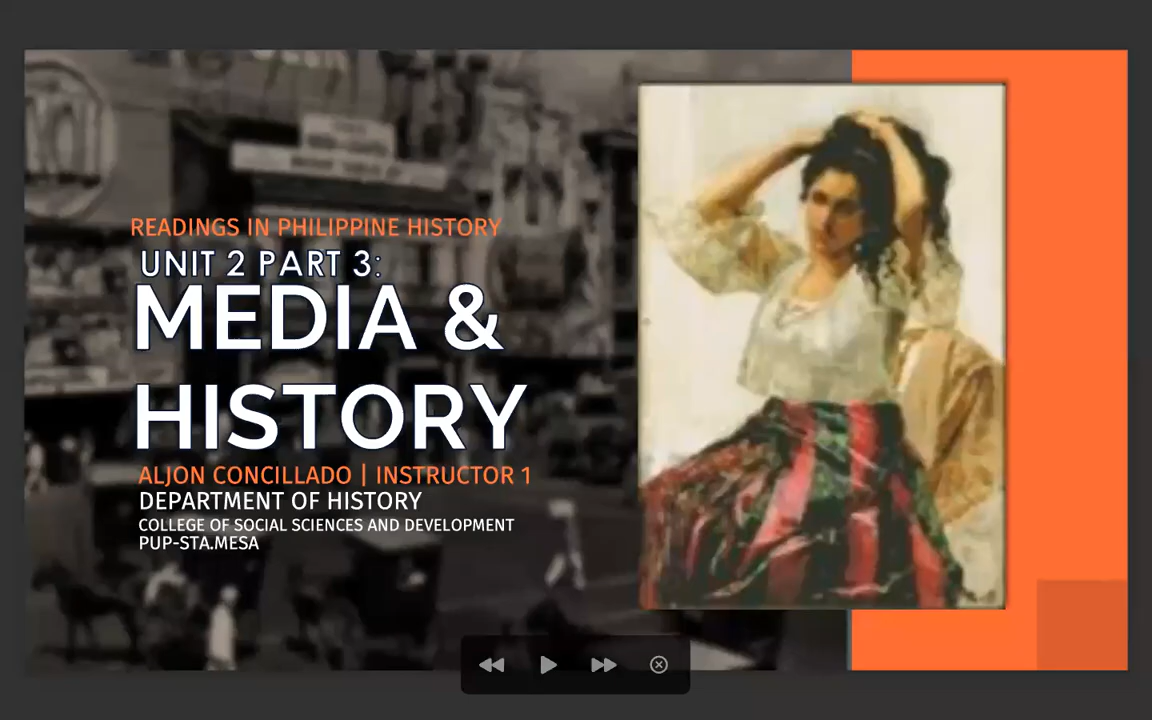 READINGS IN PHILIPPINE HISTORY
UNIT 2 PART 3:
MEDIA &
HISTORY
ALJON CONCILLADO | INSTRUCTOR 1
DEPARTMENT OF HISTORY
COLLEGE OF SOCIAL SCIENCES AND DEVELOPMENT
PUP-STA.MESA